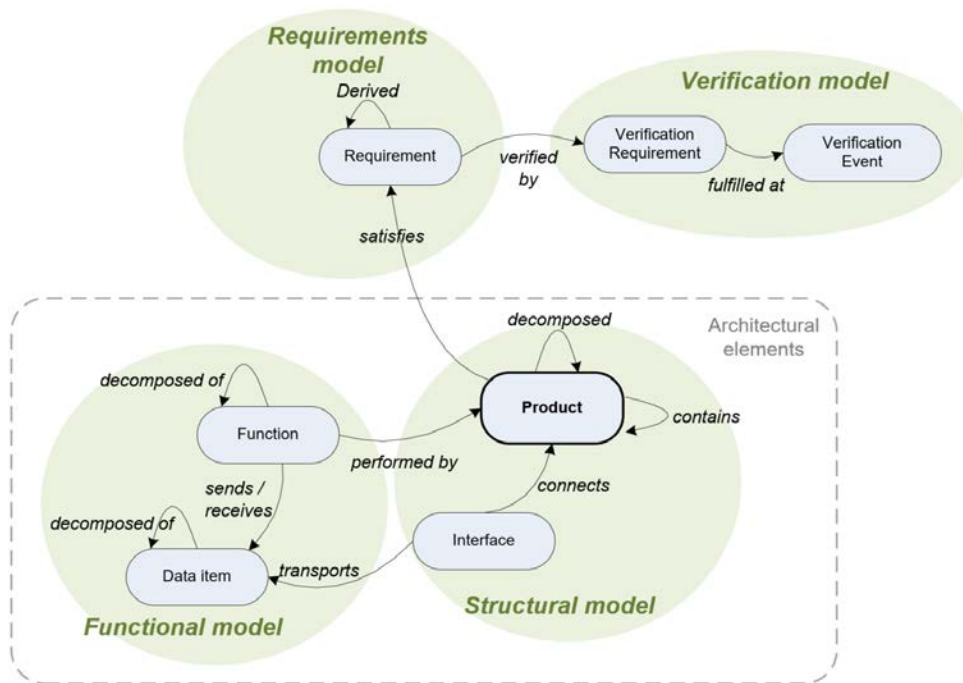 Requirements
model
Derived
Requirement
Verification model
Verification
Requirement
Verification
Event
verified
by
fulfilled at
satisfies
Architectural
elements
decomposed
Product
contains
decomposed of
Function
performed by
connects
sends /
receives
decomposed of
Data item
transports
Interface
Functional model
Structural model